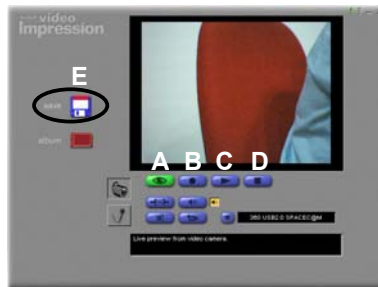 video
Impression
E
save
album
A B C D
360 USB2.0 SPACEC@M
Live preview from video camera.